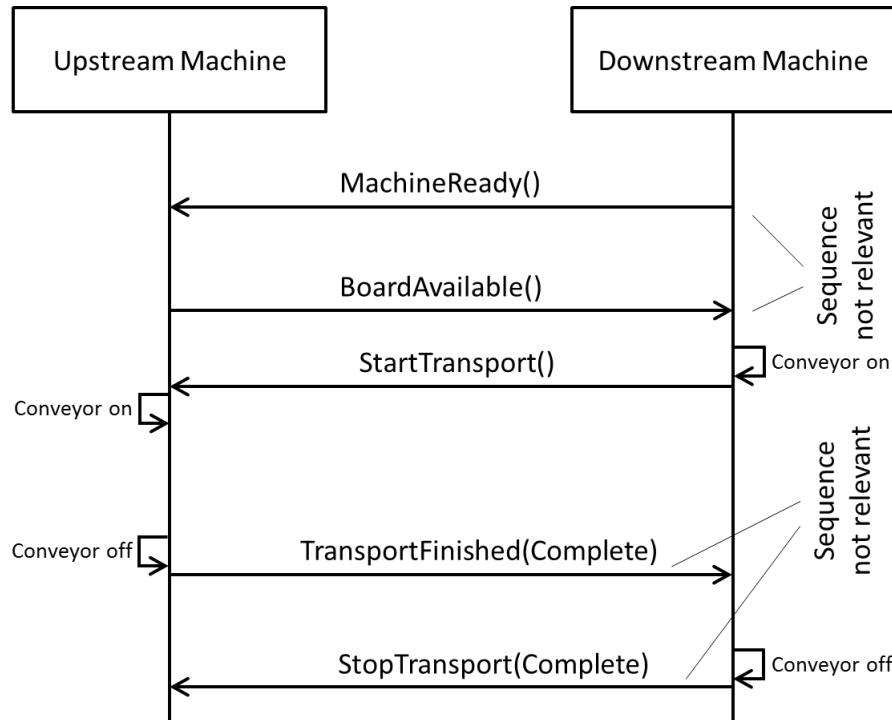 Upstream Machine
Downstream Machine
MachineReady()
Sequence
not relevant
BoardAvailable()
Conveyor on
StartTransport()
Conveyor on
Sequence
not relevant
Conveyor off
TransportFinished(Complete)
StopTransport(Complete)
Conveyor off